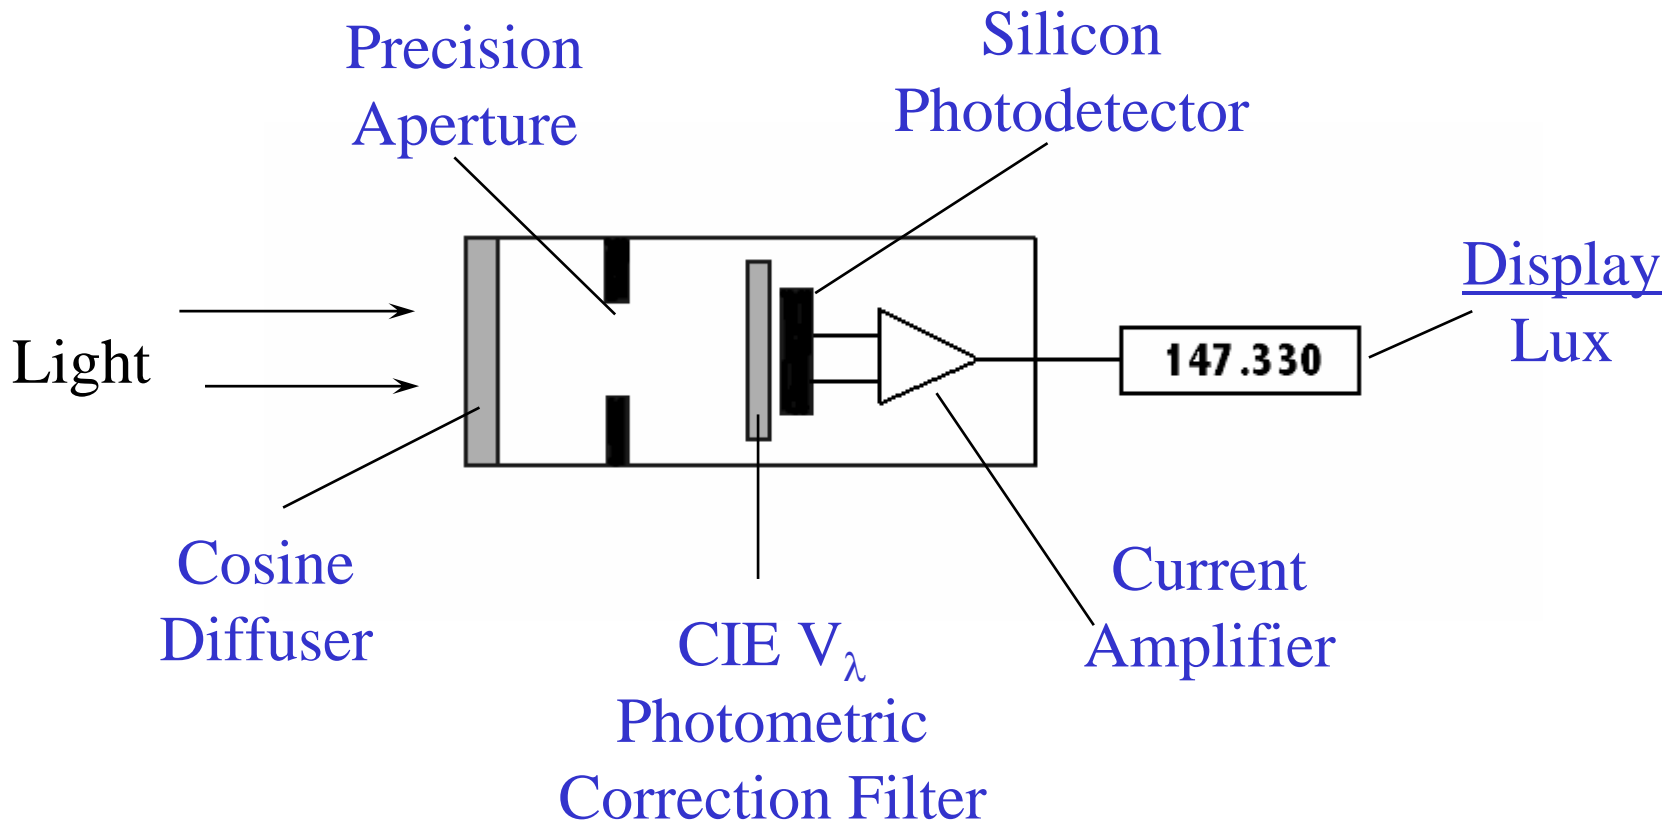 Precision
Aperture
Silicon
Photodetector
Light
147.330
Display
Lux
Cosine
Diffuser
CIE Vλ
Photometric
Correction Filter
Current
Amplifier